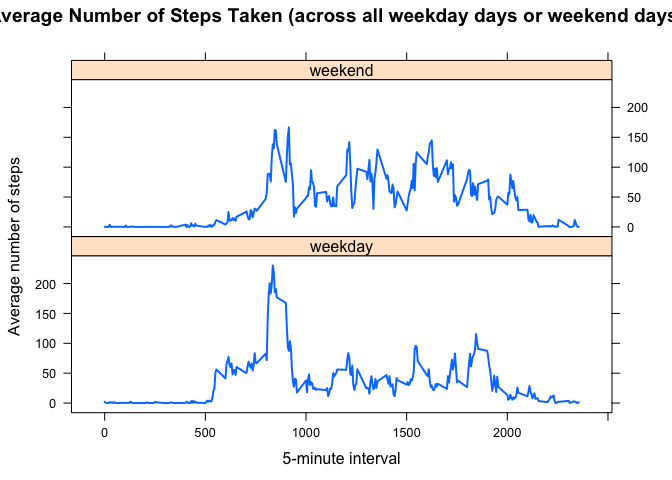 verage Number of Steps Taken (across all weekday days or weekend days
weekend
200
150
100
50
0
weekday
200
150
100
50
0
Average number of steps
0 500 1000 1500 2000
5-minute interval